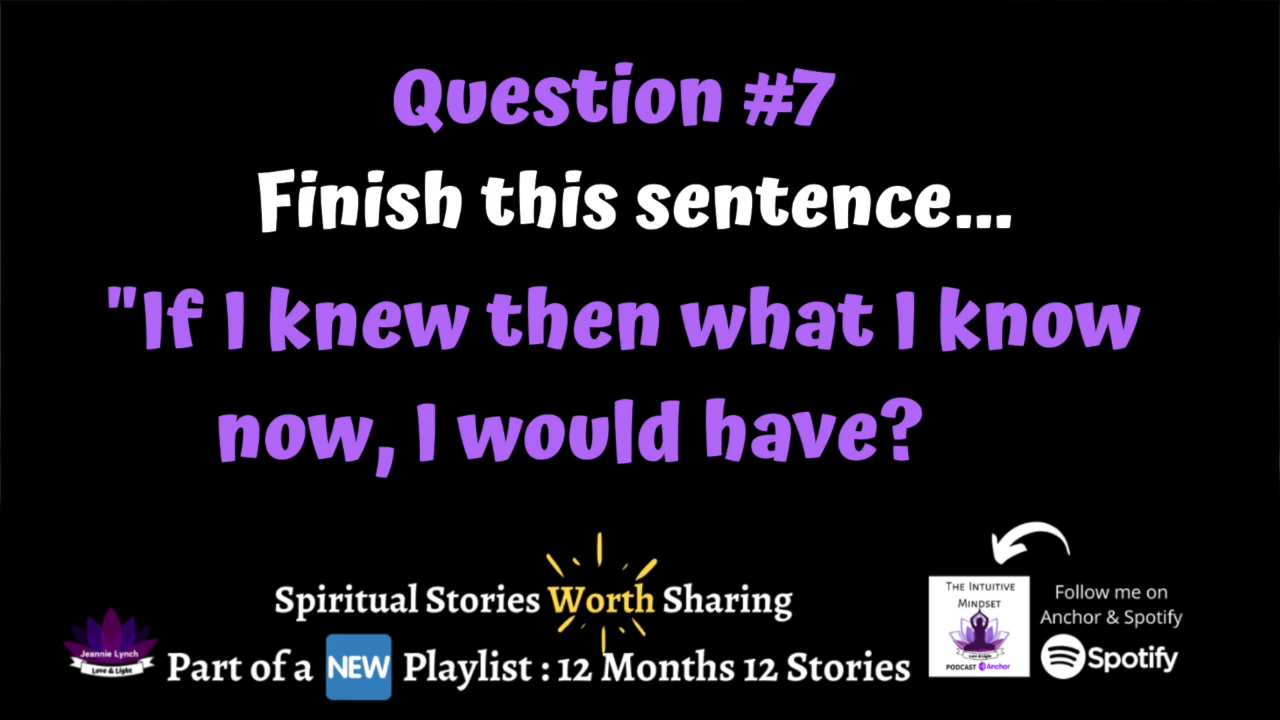 Question #7
Finish this sentence...
"If I knew then what I know
now, I would have?
Spiritual Stories Worth Sharing
Part of a NEW Playlist : 12 Months 12 Stories
Jeannie Lynch
Love & Light
THE INTUITIVE
MINDSET
Love & Light
PODCAST Anchor
Follow me on
Anchor & Spotify
Spotify